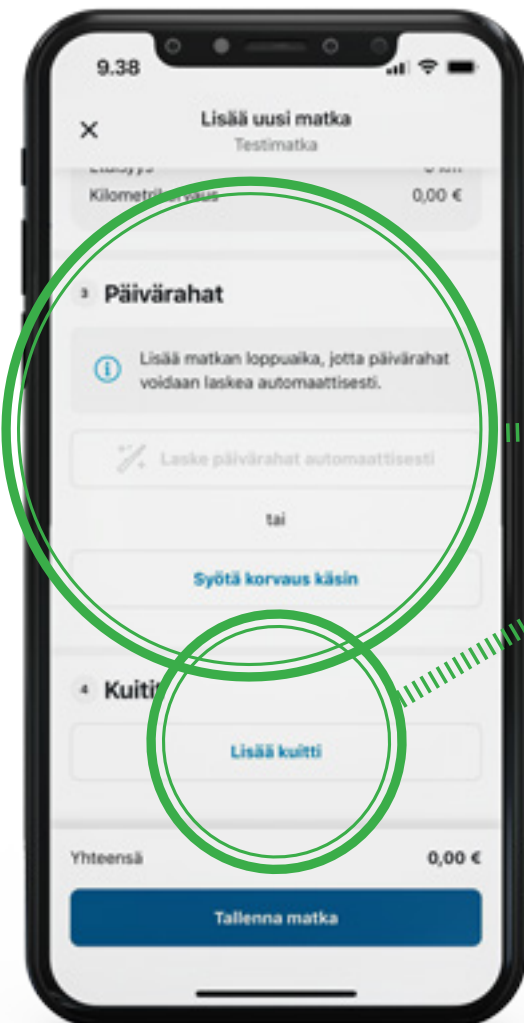 9.38
Lisää uusi matka
Testimatka
Kilometrikorvaus 0,00 €
3 Päivärahat
Lisää matkan loppuaika, jotta päivärahat
voidaan laskea automaattisesti.
Laske päivärahat automaattisesti
tai
Syötä korvaus käsin
4 Kuitit
Lisää kuitti
Yhteensä 0,00 €
Tallenna matka